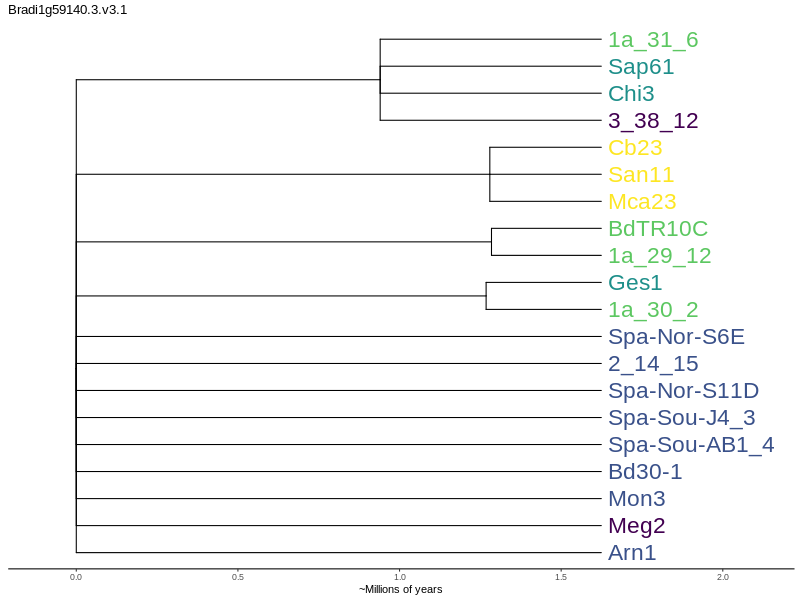 Bradi1g59140.3.v3.1
1a_31_6
Sap61
Chi3
3_38_12
Cb23
San11
Mca23
BdTR10C
1a_29_12
Ges1
1a_30_2
Spa-Nor-S6E
2_14_15
Spa-Nor-S11D
Spa-Sou-J4_3
Spa-Sou-AB1_4
Bd30-1
Mon3
Meg2
Arn1
0.0 0.5 1.0 1.5 2.0
~Millions of years